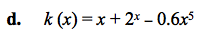 d. k (x) = x + 2ˣ – 0.6x⁵